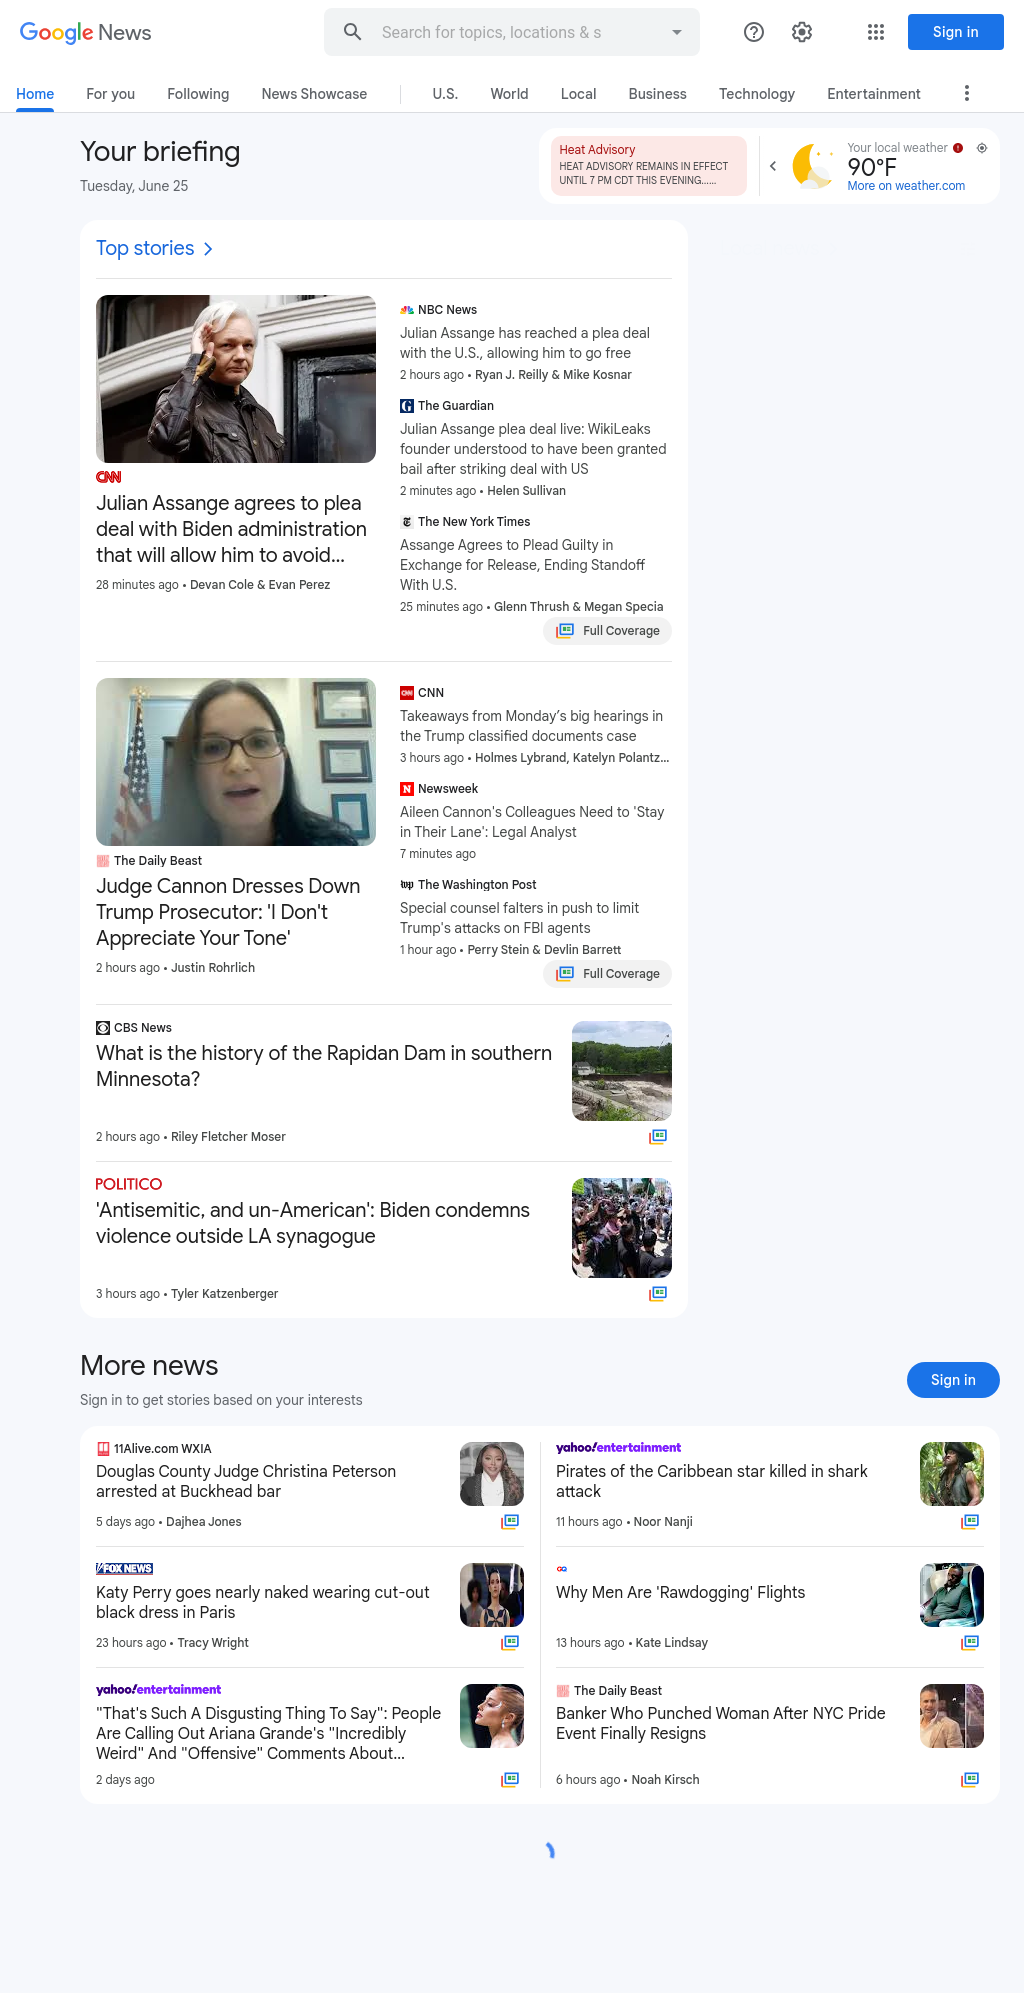 Google News
Search for topics, locations & s
Sign in
Home
For you
Following
News Showcase
U.S.
World
Local
Business
Technology
Entertainment
Your briefing
Tuesday, June 25
Heat Advisory
HEAT ADVISORY REMAINS IN EFFECT
UNTIL 7 PM CDT THIS EVENING......
Your local weather
90°F
More on weather.com
Top stories
CNN
Julian Assange agrees to plea
deal with Biden administration
that will allow him to avoid...
28 minutes ago • Devan Cole & Evan Perez
NBC News
Julian Assange has reached a plea deal
with the U.S., allowing him to go free
2 hours ago • Ryan J. Reilly & Mike Kosnar
The Guardian
Julian Assange plea deal live: WikiLeaks
founder understood to have been granted
bail after striking deal with US
2 minutes ago • Helen Sullivan
The New York Times
Assange Agrees to Plead Guilty in
Exchange for Release, Ending Standoff
With U.S.
25 minutes ago • Glenn Thrush & Megan Specia
Full Coverage
The Daily Beast
Judge Cannon Dresses Down
Trump Prosecutor: 'I Don't
Appreciate Your Tone'
2 hours ago • Justin Rohrlich
CNN
Takeaways from Monday’s big hearings in
the Trump classified documents case
3 hours ago • Holmes Lybrand, Katelyn Polantz...
Newsweek
Aileen Cannon's Colleagues Need to 'Stay
in Their Lane': Legal Analyst
7 minutes ago
The Washington Post
Special counsel falters in push to limit
Trump's attacks on FBI agents
1 hour ago • Perry Stein & Devlin Barrett
Full Coverage
CBS News
What is the history of the Rapidan Dam in southern
Minnesota?
2 hours ago • Riley Fletcher Moser
POLITICO
'Antisemitic, and un-American': Biden condemns
violence outside LA synagogue
3 hours ago • Tyler Katzenberger
More news
Sign in to get stories based on your interests
Sign in
11Alive.com WXIA
Douglas County Judge Christina Peterson
arrested at Buckhead bar
5 days ago • Dajhea Jones
FOX NEWS
Katy Perry goes nearly naked wearing cut-out
black dress in Paris
23 hours ago • Tracy Wright
yahoo!entertainment
"That's Such A Disgusting Thing To Say": People
Are Calling Out Ariana Grande's "Incredibly
Weird" And "Offensive" Comments About...
2 days ago
yahoo!entertainment
Pirates of the Caribbean star killed in shark
attack
11 hours ago • Noor Nanji
GQ
Why Men Are 'Rawdogging' Flights
13 hours ago • Kate Lindsay
The Daily Beast
Banker Who Punched Woman After NYC Pride
Event Finally Resigns
6 hours ago • Noah Kirsch